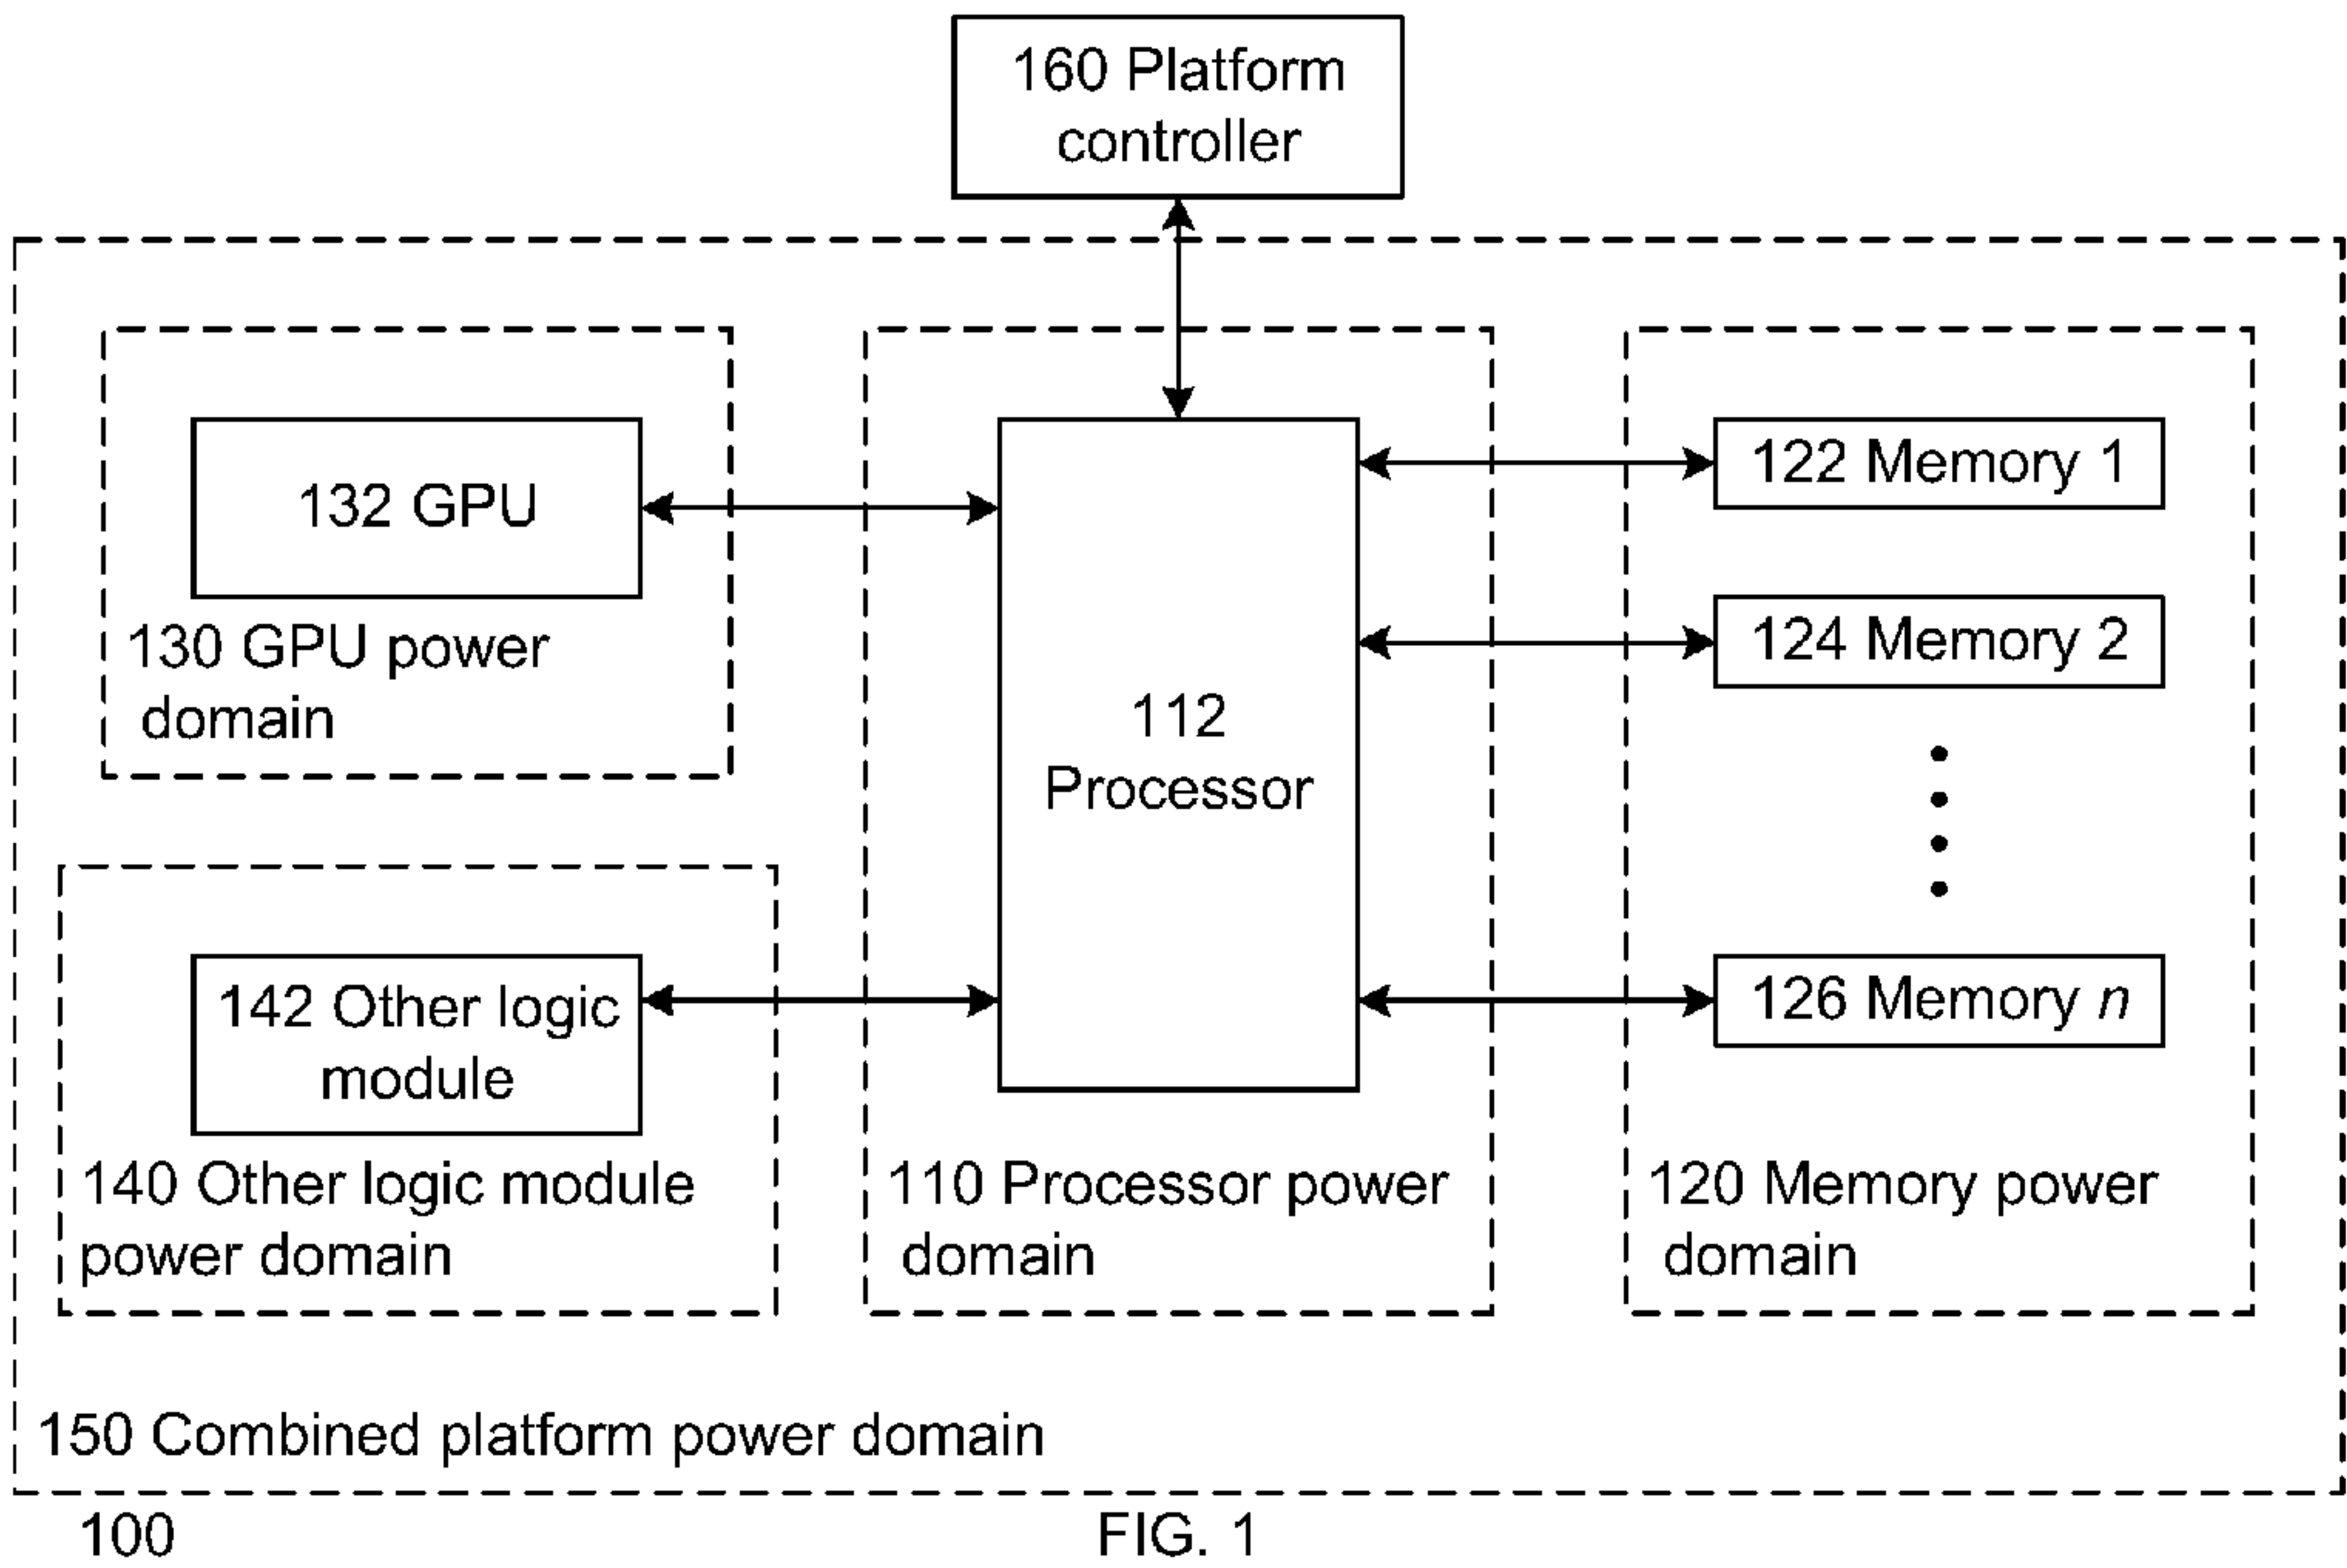 160 Platform
controller
132 GPU
130 GPU power
domain
142 Other logic
module
140 Other logic module
power domain
112
Processor
110 Processor power
domain
122 Memory 1
124 Memory 2
126 Memory n
120 Memory power
domain
150 Combined platform power domain
100
FIG. 1